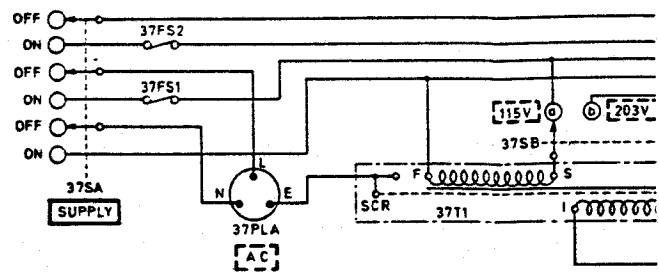 OFF
ON 37FS2
OFF
ON 37FS1
OFF
ON
115V a b 203V
37SB
L
N E
F S
SCR
37T1 I
37SA
SUPPLY
37PLA
AC